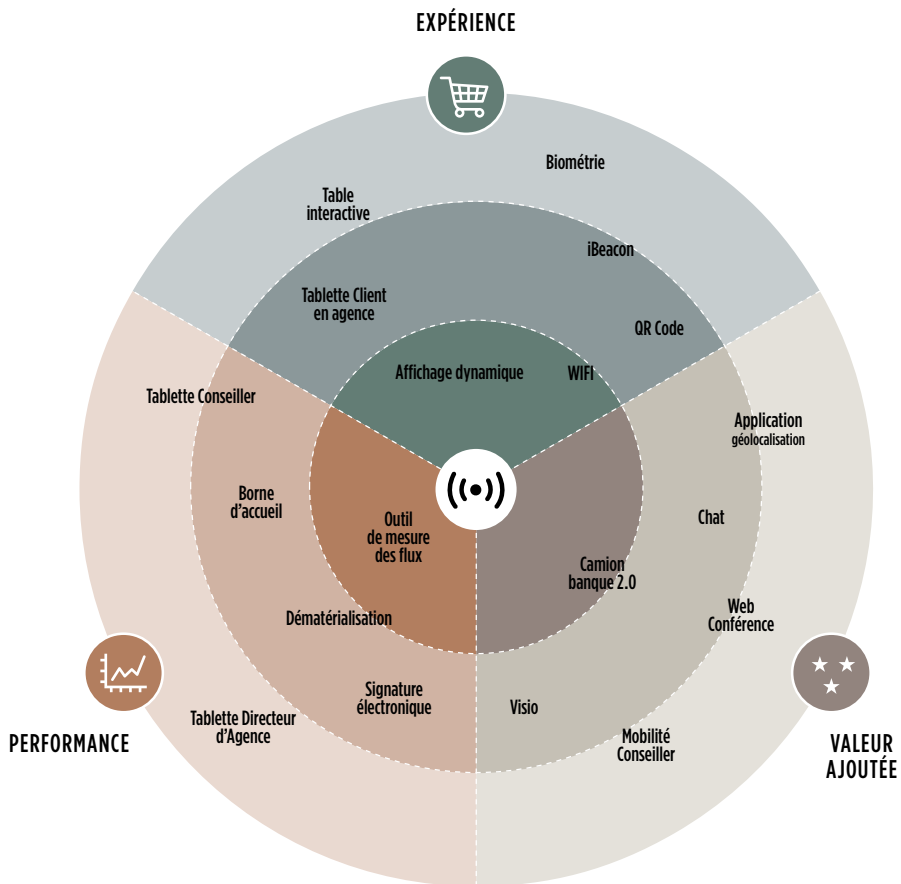 EXPÉRIENCE
Biométrie
Table
interactive
iBeacon
Tablette Client
en agence
QR Code
Affichage dynamique
WIFI
Tablette Conseiller
Application
géolocalisation
Borne
d'accueil
Outil
de mesure
des flux
Chat
Camion
banque 2.0
Dématérialisation
Web
Conférence
Signature
électronique
Visio
Tablette Directeur
d'Agence
Mobilité
Conseiller
PERFORMANCE
VALEUR
AJOUTÉE